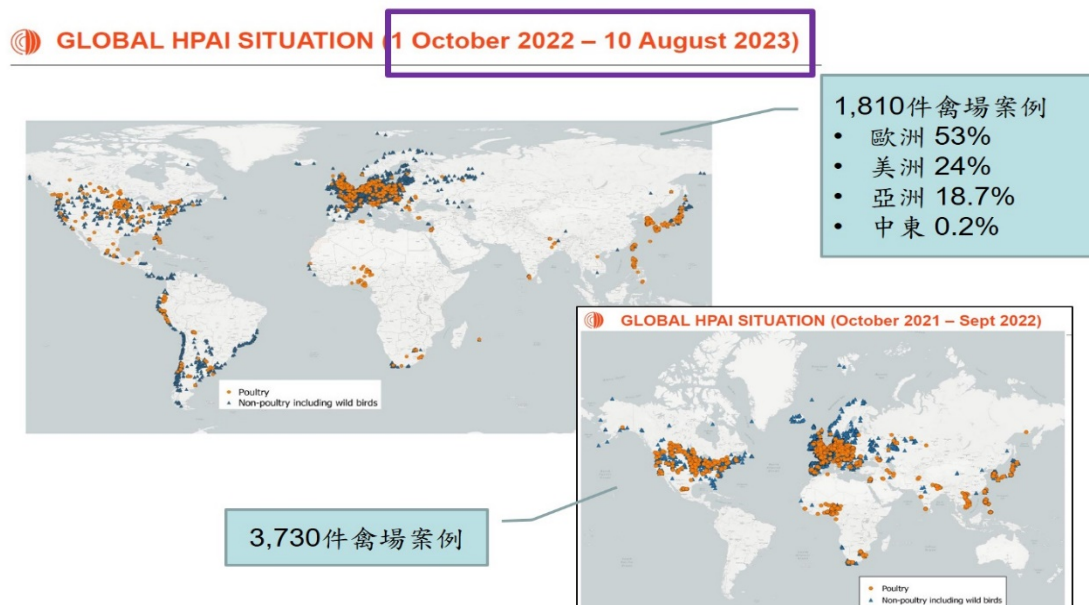 GLOBAL HPAI SITUATION (1 October 2022 – 10 August 2023)
1,810件禽場案例
• 歐洲 53%
• 美洲 24%
• 亞洲 18.7%
• 中東 0.2%
Poultry
Non-poultry including wild birds
GLOBAL HPAI SITUATION (October 2021 – Sept 2022)
3,730件禽場案例
Poultry
Non-poultry including wild birds